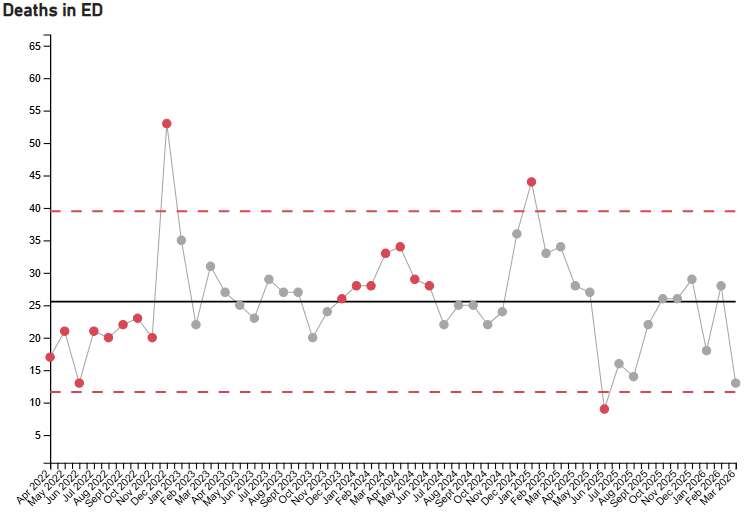 Deaths in ED
65
60
55
50
45
40
35
30
25
20
15
10
5
Apr 2022
May 2022
Jun 2022
Jul 2022
Aug 2022
Sept 2022
Oct 2022
Nov 2022
Dec 2022
Jan 2023
Feb 2023
Mar 2023
Apr 2023
May 2023
Jun 2023
Jul 2023
Aug 2023
Sept 2023
Oct 2023
Nov 2023
Dec 2023
Jan 2024
Feb 2024
Mar 2024
Apr 2024
May 2024
Jun 2024
Jul 2024
Aug 2024
Sept 2024
Oct 2024
Nov 2024
Dec 2024
Jan 2025
Feb 2025
Mar 2025
Apr 2025
May 2025
Jun 2025
Jul 2025
Aug 2025
Sept 2025
Oct 2025
Nov 2025
Dec 2025
Jan 2026
Feb 2026
Mar 2026